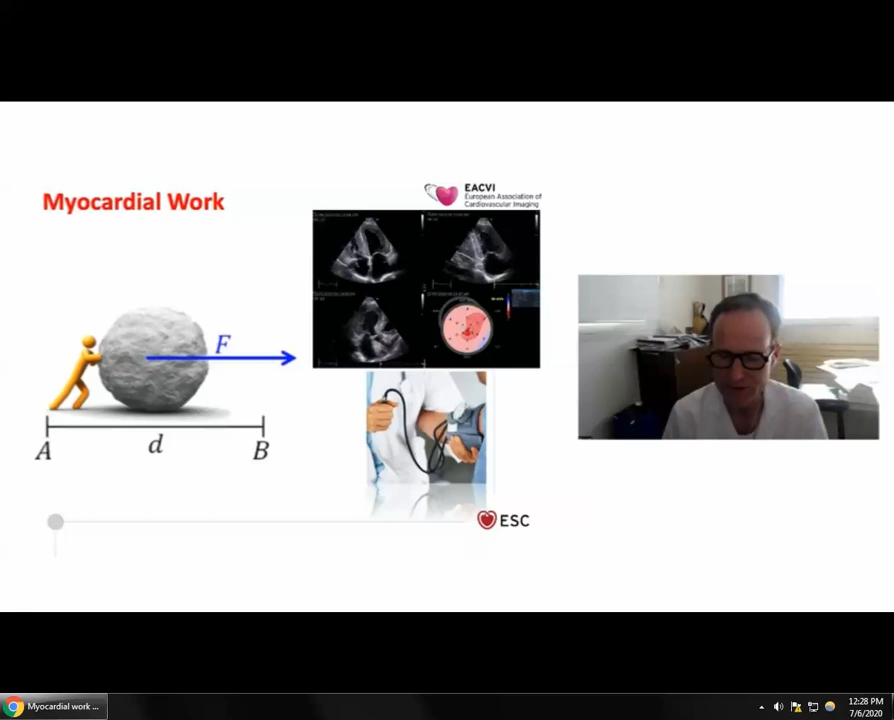 Myocardial Work
EACVI
European Association of
Cardiovascular Imaging
F
A
d
B
ESC
Myocardial work ...
12:28 PM
7/6/2020